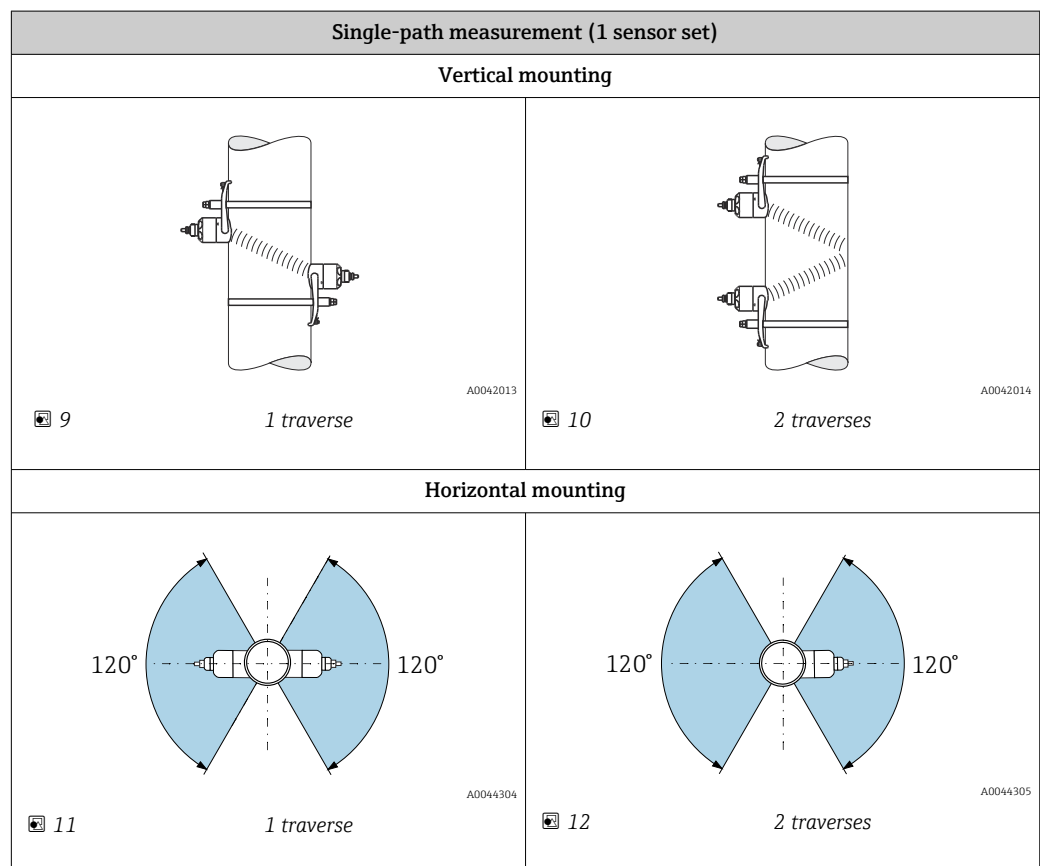 Single-path measurement (1 sensor set)
Vertical mounting
A0042013
9 1 traverse
A0042014
10 2 traverses
Horizontal mounting
120° 120°
A0044304
11 1 traverse
120° 120°
A0044305
12 2 traverses